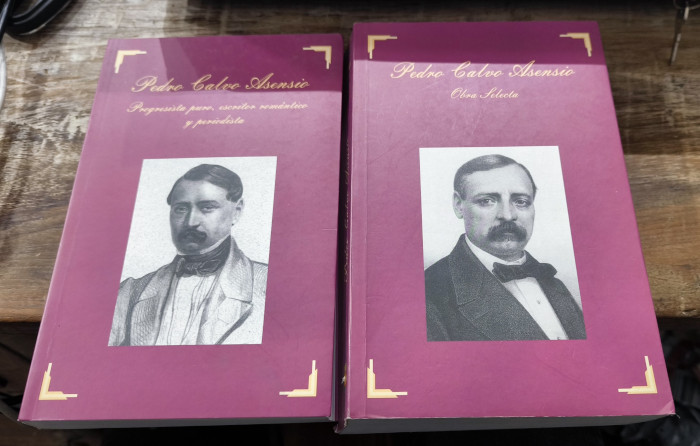 Pedro Calvo Asensio
Progresista puro, escritor romántico
y periodista
Pedro Calvo Asensio
Obra Selecta